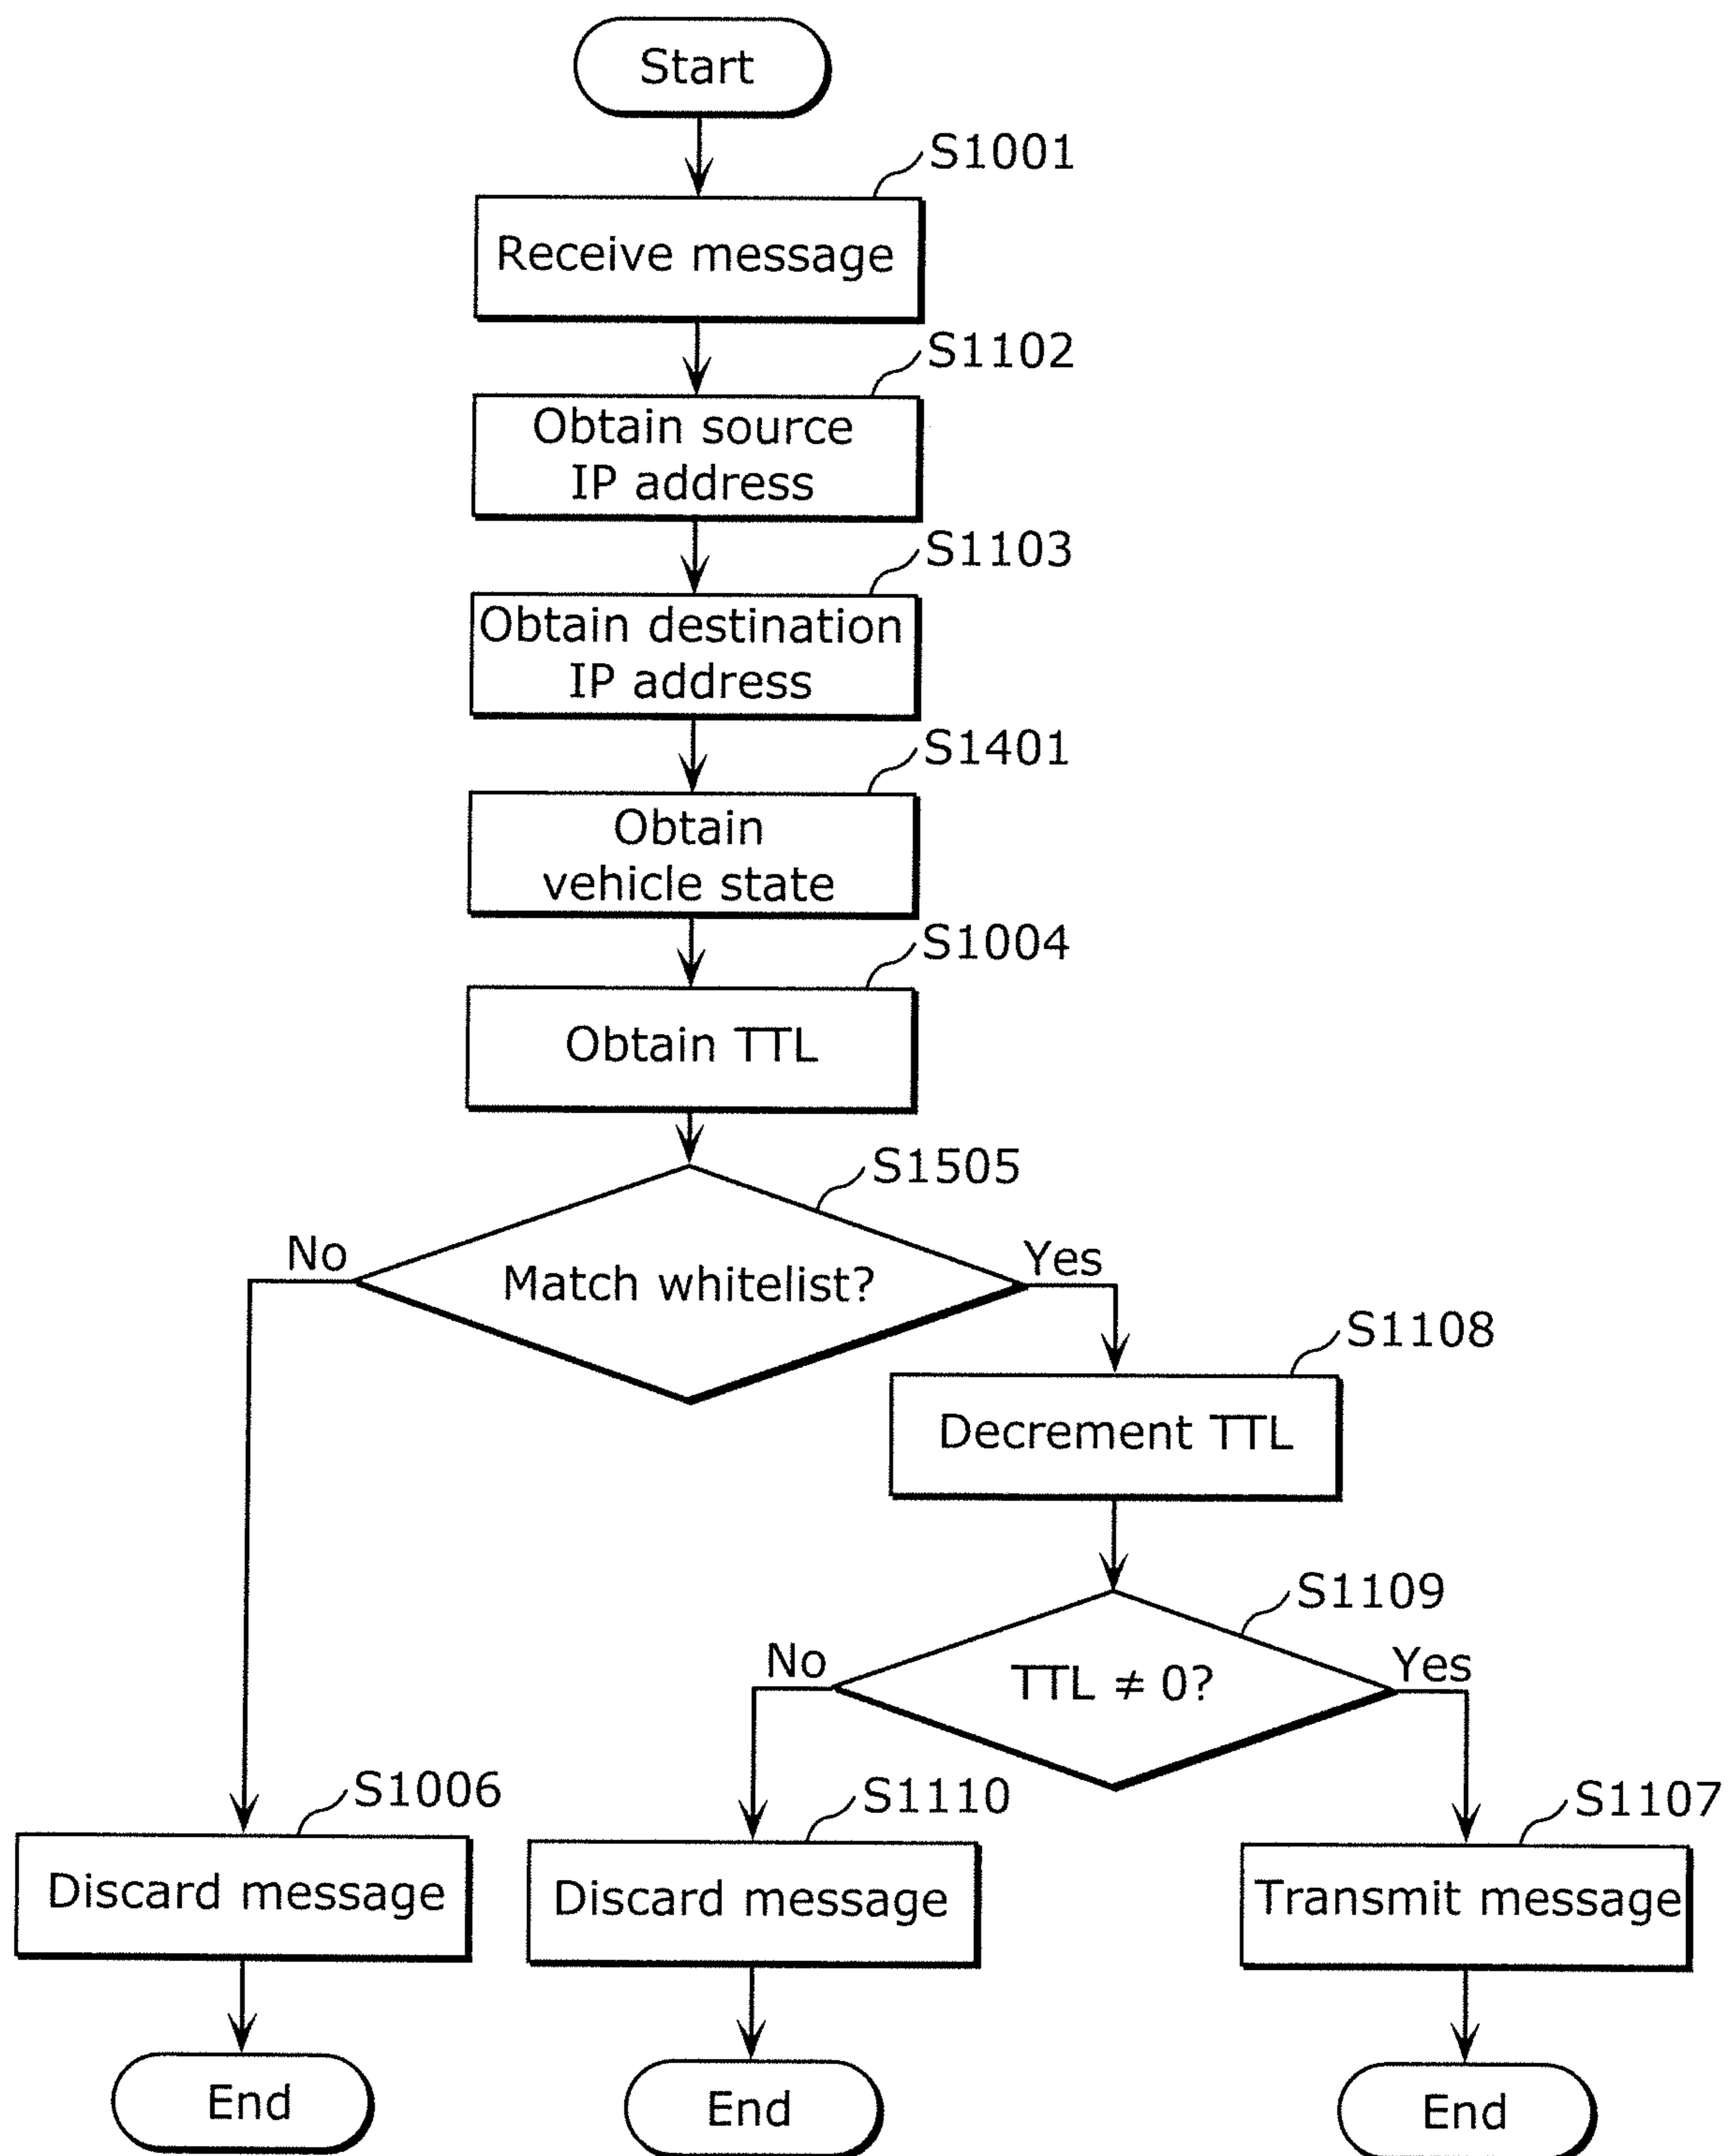 Start
S1001
Receive message
S1102
Obtain source
IP address
S1103
Obtain destination
IP address
S1401
Obtain
vehicle state
S1004
Obtain TTL
S1505
No
Match whitelist?
Yes
S1108
Decrement TTL
S1109
No
TTL ≠ 0?
Yes
S1006
S1110
S1107
Discard message
Discard message
Transmit message
End
End
End